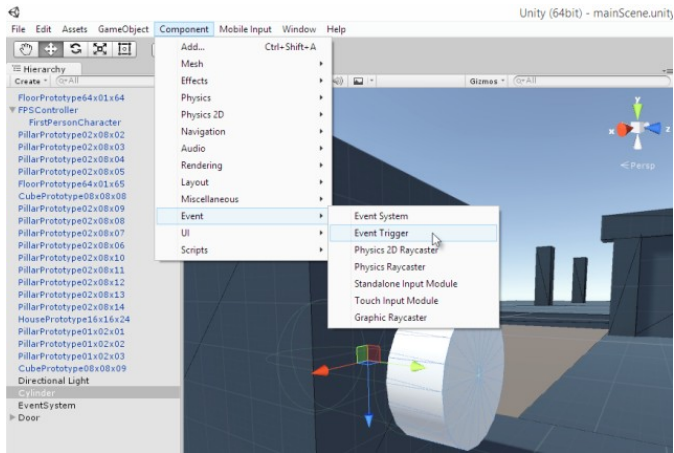 Unity (64bit) - mainScene.unity
File Edit Assets GameObject Component Mobile Input Window Help
Hierarchy
Create All
Gizmos All
FloorPrototype64x01x64
FPSController
FirstPersonCharacter
PillarPrototype02x08x02
PillarPrototype02x08x03
PillarPrototype02x08x04
PillarPrototype02x08x05
FloorPrototype64x01x65
CubePrototype08x08x08
PillarPrototype02x08x09
PillarPrototype02x08x08
PillarPrototype02x08x07
PillarPrototype02x08x06
PillarPrototype02x08x10
PillarPrototype02x08x11
PillarPrototype02x08x12
PillarPrototype02x08x13
PillarPrototype02x08x14
HousePrototype16x16x24
PillarPrototype01x02x01
PillarPrototype01x02x02
PillarPrototype01x02x03
CubePrototype08x08x09
Directional Light
Cylinder
EventSystem
Door
Add... Ctrl+Shift+A
Mesh
Effects
Physics
Physics 2D
Navigation
Audio
Rendering
Layout
Miscellaneous
Event
UI
Scripts
Event System
Event Trigger
Physics 2D Raycaster
Physics Raycaster
Standalone Input Module
Touch Input Module
Graphic Raycaster
y
x
z
Persp